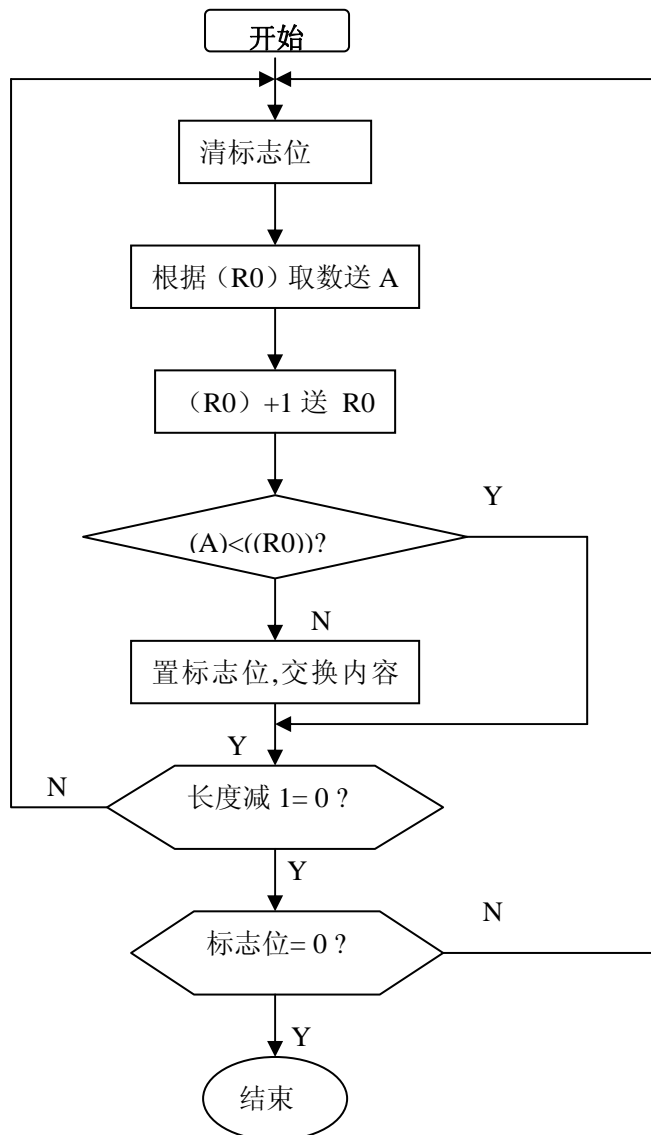 开始
清标志位
根据（R0）取数送 A
（R0）+1 送 R0
Y
(A)<((R0))?
N
置标志位,交换内容
Y
N
长度减 1= 0 ?
Y
N
标志位= 0 ?
Y
结束